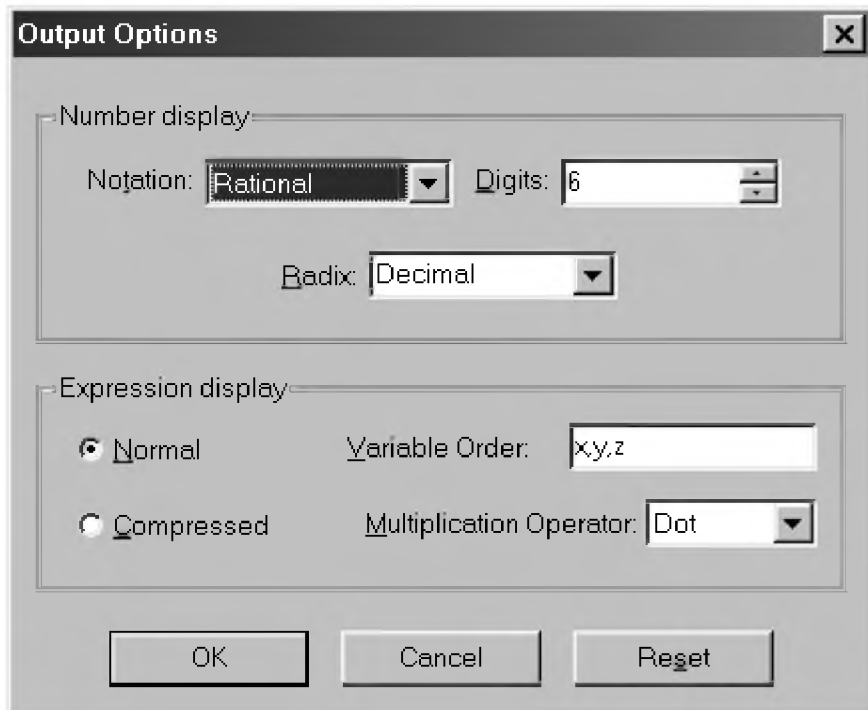 Output Options
Number display
Notation: Rational Digits: 6
Radix: Decimal
Expression display
Normal Variable Order: x,y,z
Compressed Multiplication Operator: Dot
OK Cancel Reset